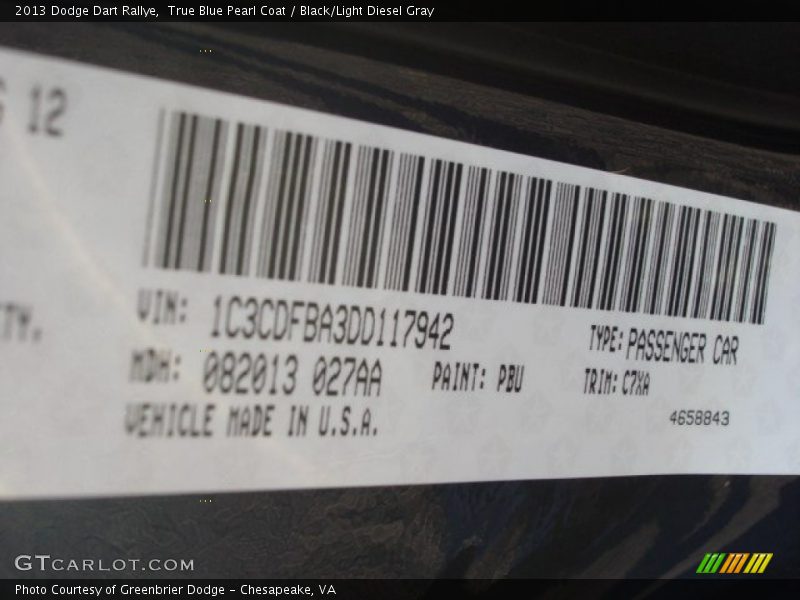 2013 Dodge Dart Rallye, True Blue Pearl Coat / Black/Light Diesel Gray
12
VIN: 1C3CDFBA3DD117942 TYPE: PASSENGER CAR
MDH: 082013 027AA PAINT: PBU TRIM: C7XA
VEHICLE MADE IN U.S.A. 4658843
GTCARLOT.COM
Photo Courtesy of Greenbrier Dodge - Chesapeake, VA